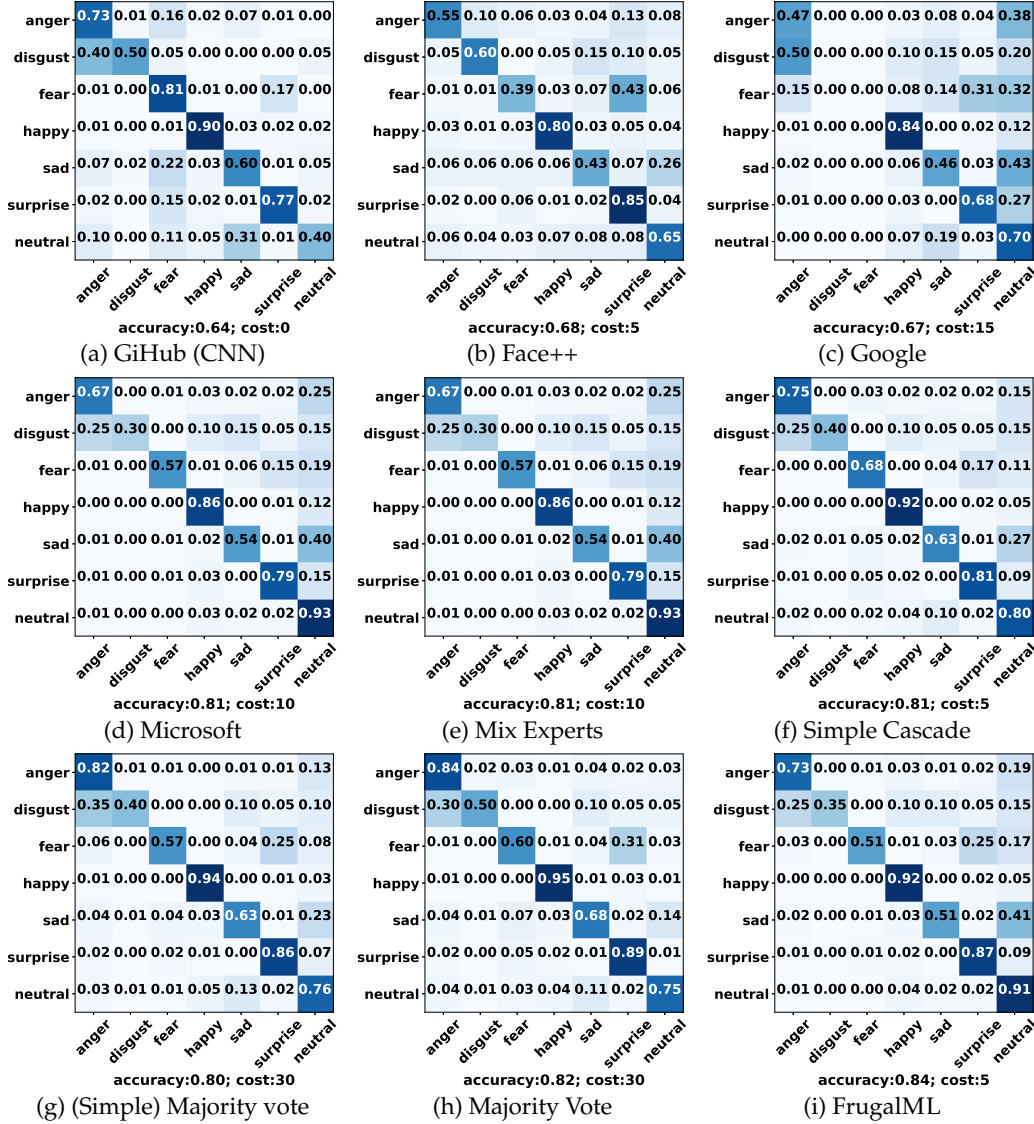 anger 0.73 0.01 0.16 0.02 0.07 0.01 0.00
disgust 0.40 0.50 0.05 0.00 0.00 0.00 0.05
fear 0.01 0.00 0.81 0.01 0.00 0.17 0.00
happy 0.01 0.00 0.01 0.90 0.03 0.02 0.02
sad 0.07 0.02 0.22 0.03 0.60 0.01 0.05
surprise 0.02 0.00 0.15 0.02 0.01 0.77 0.02
neutral 0.10 0.00 0.11 0.05 0.31 0.01 0.40
anger disgust fear happy sad surprise neutral
accuracy:0.64; cost:0
(a) GiHub (CNN)
anger 0.55 0.10 0.06 0.03 0.04 0.13 0.08
disgust 0.05 0.60 0.00 0.05 0.15 0.10 0.05
fear 0.01 0.01 0.39 0.03 0.07 0.43 0.06
happy 0.03 0.01 0.03 0.80 0.03 0.05 0.04
sad 0.06 0.06 0.06 0.06 0.43 0.07 0.26
surprise 0.02 0.00 0.06 0.01 0.02 0.85 0.04
neutral 0.06 0.04 0.03 0.07 0.08 0.08 0.65
anger disgust fear happy sad surprise neutral
accuracy:0.68; cost:5
(b) Face++
anger 0.47 0.01 0.00 0.03 0.08 0.04 0.38
disgust 0.50 0.00 0.00 0.10 0.15 0.05 0.20
fear 0.15 0.00 0.00 0.08 0.14 0.31 0.32
happy 0.01 0.00 0.00 0.84 0.00 0.02 0.12
sad 0.02 0.00 0.00 0.06 0.46 0.03 0.43
surprise 0.01 0.00 0.00 0.03 0.00 0.68 0.27
neutral 0.00 0.00 0.00 0.07 0.19 0.03 0.70
anger disgust fear happy sad surprise neutral
accuracy:0.67; cost:15
(c) Google
anger 0.67 0.00 0.01 0.03 0.02 0.02 0.25
disgust 0.25 0.30 0.00 0.10 0.15 0.05 0.15
fear 0.01 0.00 0.57 0.01 0.06 0.15 0.19
happy 0.00 0.00 0.00 0.86 0.00 0.01 0.12
sad 0.01 0.00 0.01 0.02 0.54 0.01 0.40
surprise 0.01 0.00 0.01 0.03 0.00 0.79 0.15
neutral 0.01 0.00 0.00 0.03 0.02 0.02 0.93
anger disgust fear happy sad surprise neutral
accuracy:0.81; cost:10
(d) Microsoft
anger 0.67 0.00 0.01 0.03 0.02 0.02 0.25
disgust 0.25 0.30 0.00 0.10 0.15 0.05 0.15
fear 0.01 0.00 0.57 0.01 0.06 0.15 0.19
happy 0.00 0.00 0.00 0.86 0.00 0.01 0.12
sad 0.01 0.00 0.01 0.02 0.54 0.01 0.40
surprise 0.01 0.00 0.01 0.03 0.00 0.79 0.15
neutral 0.01 0.00 0.00 0.03 0.02 0.02 0.93
anger disgust fear happy sad surprise neutral
accuracy:0.81; cost:10
(e) Mix Experts
anger 0.75 0.00 0.03 0.02 0.02 0.02 0.15
disgust 0.25 0.40 0.00 0.10 0.05 0.05 0.15
fear 0.00 0.00 0.68 0.00 0.04 0.17 0.11
happy 0.00 0.00 0.00 0.92 0.00 0.02 0.05
sad 0.02 0.01 0.05 0.02 0.63 0.01 0.27
surprise 0.01 0.00 0.05 0.02 0.00 0.81 0.09
neutral 0.02 0.00 0.02 0.04 0.10 0.02 0.80
anger disgust fear happy sad surprise neutral
accuracy:0.81; cost:5
(f) Simple Cascade
anger 0.82 0.01 0.01 0.00 0.01 0.01 0.13
disgust 0.35 0.40 0.00 0.00 0.10 0.05 0.10
fear 0.06 0.00 0.57 0.00 0.04 0.25 0.08
happy 0.01 0.00 0.00 0.94 0.00 0.01 0.03
sad 0.04 0.01 0.04 0.03 0.63 0.01 0.23
surprise 0.02 0.00 0.02 0.01 0.00 0.86 0.07
neutral 0.03 0.01 0.01 0.05 0.13 0.02 0.76
anger disgust fear happy sad surprise neutral
accuracy:0.80; cost:30
(g) (Simple) Majority vote
anger 0.84 0.02 0.03 0.01 0.04 0.02 0.03
disgust 0.30 0.50 0.00 0.00 0.10 0.05 0.05
fear 0.01 0.00 0.60 0.01 0.04 0.31 0.03
happy 0.01 0.00 0.00 0.95 0.01 0.03 0.01
sad 0.04 0.01 0.07 0.03 0.68 0.02 0.14
surprise 0.02 0.00 0.05 0.02 0.01 0.89 0.01
neutral 0.04 0.01 0.03 0.04 0.11 0.02 0.75
anger disgust fear happy sad surprise neutral
accuracy:0.82; cost:30
(h) Majority Vote
anger 0.73 0.00 0.01 0.03 0.01 0.02 0.19
disgust 0.25 0.35 0.00 0.10 0.10 0.05 0.15
fear 0.03 0.00 0.51 0.01 0.03 0.25 0.17
happy 0.00 0.00 0.00 0.92 0.00 0.02 0.05
sad 0.02 0.00 0.01 0.03 0.51 0.02 0.41
surprise 0.01 0.00 0.01 0.02 0.00 0.87 0.09
neutral 0.01 0.00 0.00 0.04 0.02 0.02 0.91
anger disgust fear happy sad surprise neutral
accuracy:0.84; cost:5
(i) FrugalML